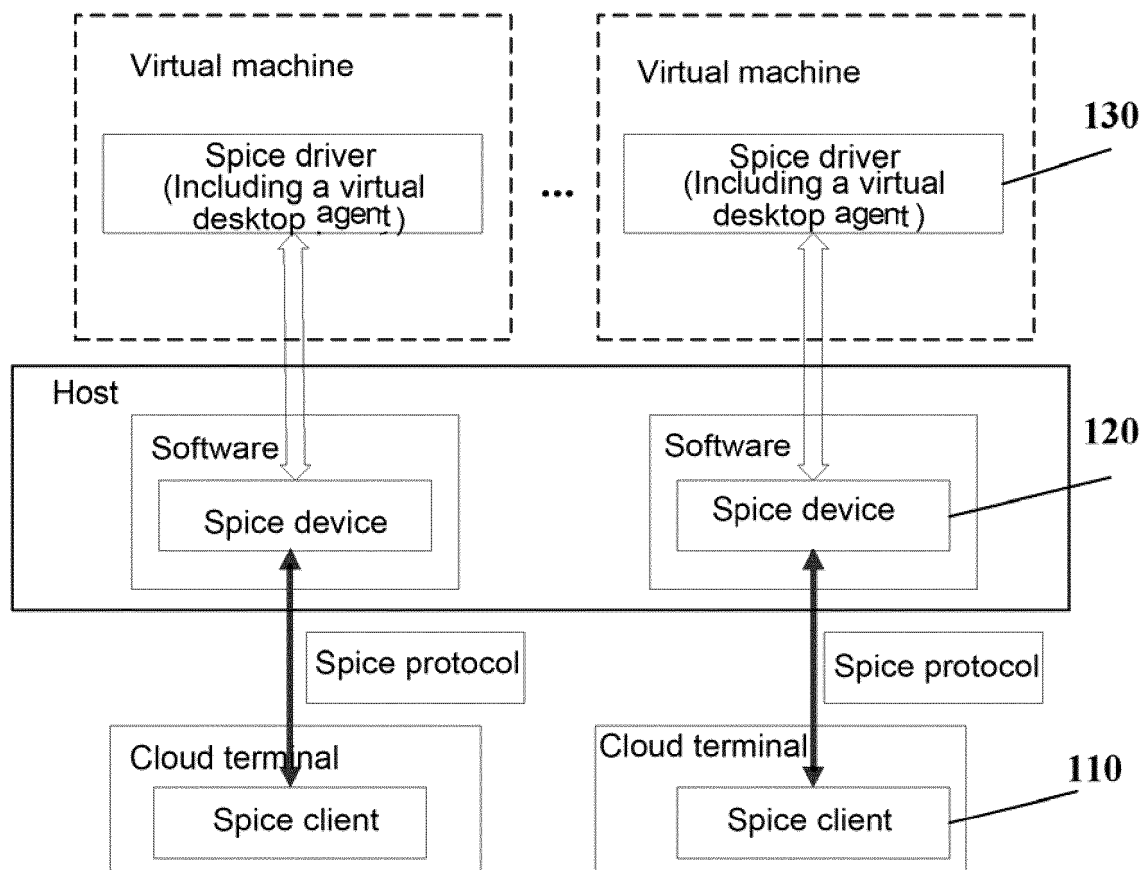 Virtual machine
Spice driver
(Including a virtual
desktop agent)
...
Virtual machine
Spice driver
(Including a virtual
desktop agent)
130
Host
Software
Spice device
Software
Spice device
120
Spice protocol
Spice protocol
Cloud terminal
Spice client
Cloud terminal
Spice client
110